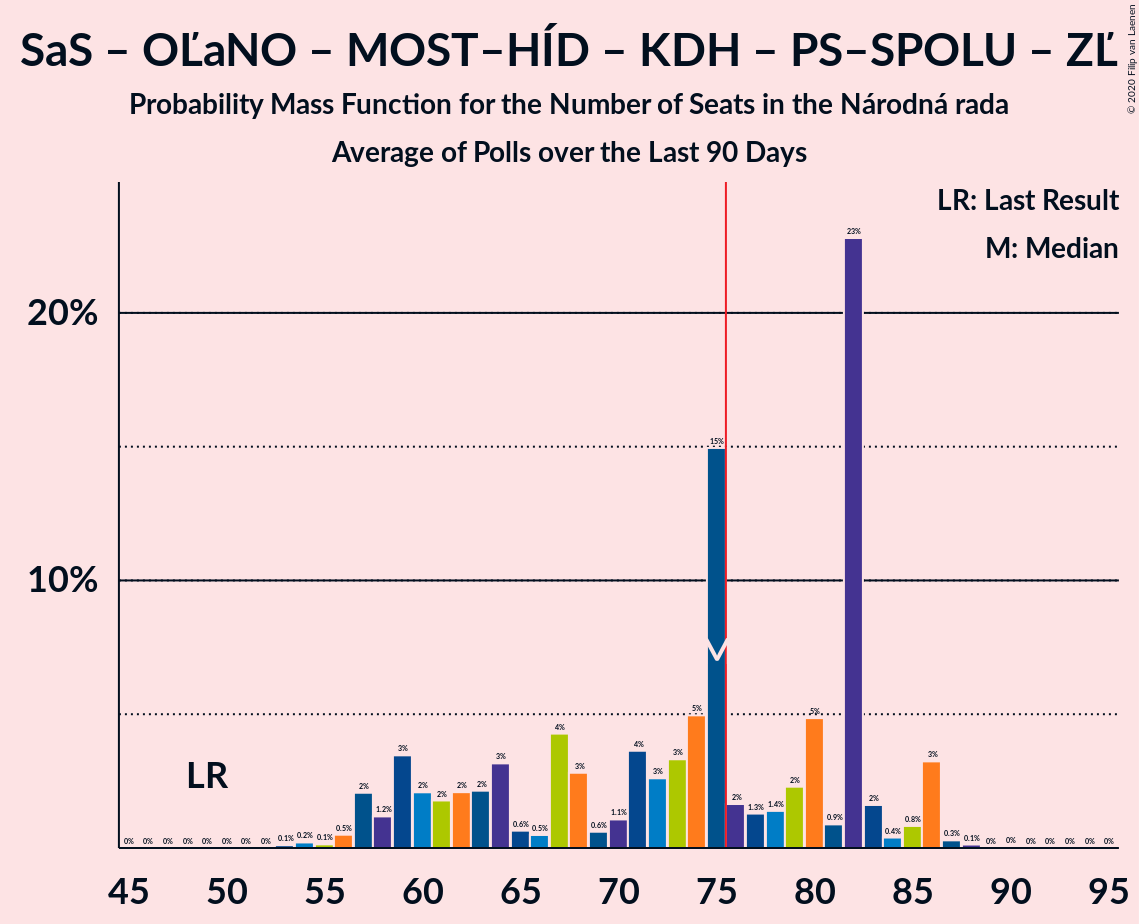 SaS – OĽaNO – MOST–HÍD – KDH – PS–SPOLU – ZĽ
Probability Mass Function for the Number of Seats in the Národná rada
Average of Polls over the Last 90 Days
© 2020 Filip van Laenen
LR: Last Result
M: Median
20%
10%
LR
0% 0% 0% 0% 0% 0% 0% 0% 0.1% 0.2% 0.1% 0.5% 2% 1.2% 3% 2% 2% 2% 2% 3% 0.6% 0.5% 4% 3% 0.6% 1.1% 4% 3% 3% 5% 15% 2% 1.3% 1.4% 2% 5% 0.9% 23% 2% 0.4% 0.8% 3% 0.3% 0.1% 0% 0% 0% 0% 0% 0% 0%
45 50 55 60 65 70 75 80 85 90 95